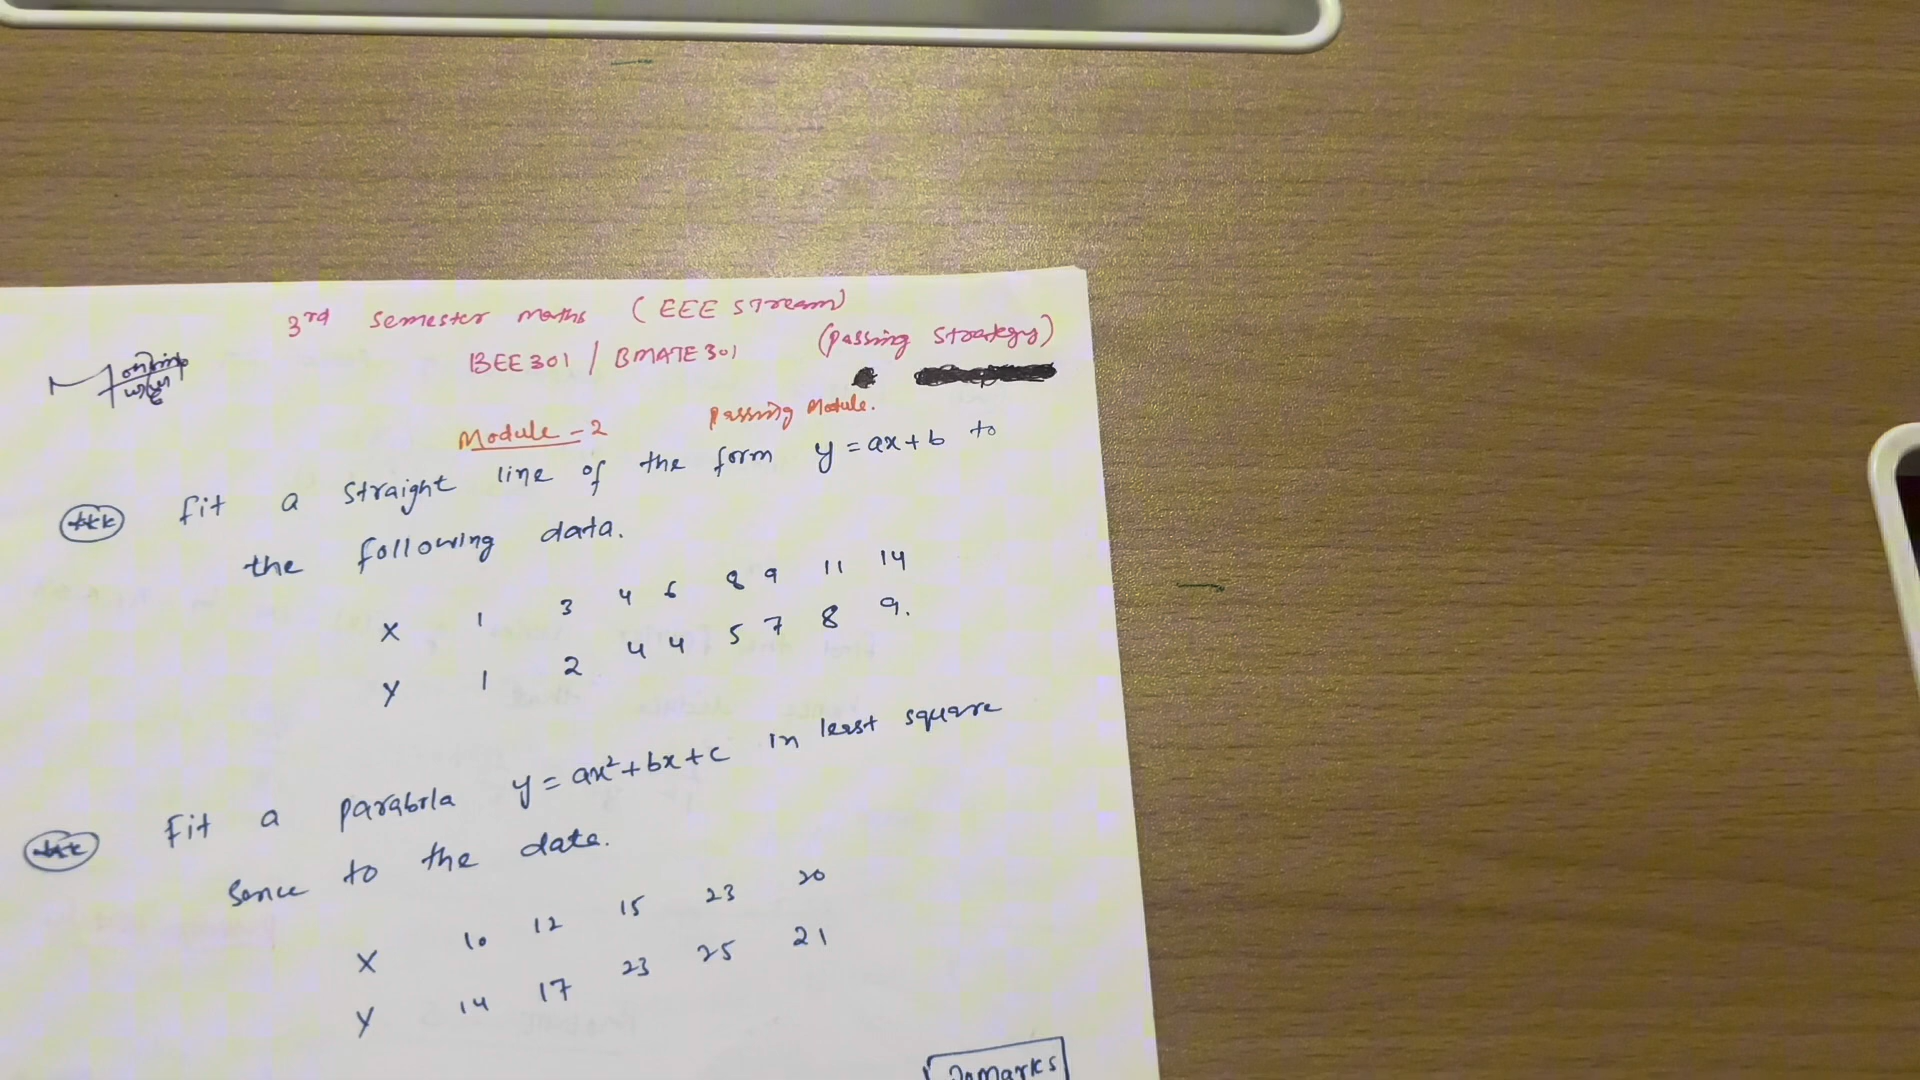 3rd Semester maths (EEE Stream)
BEE301 / BMATE301 (Passing Strategy)
Module-2 Passing Module.
Fit a Straight line of the form y = ax+b to
the following data.
X 1 3 4 6 8 9 11 14
Y 1 2 4 4 5 7 8 9.
Fit a parabola y = ax²+bx+c in least square
Sence to the data.
X 10 12 15 23 20
Y 14 17 23 25 21
marks